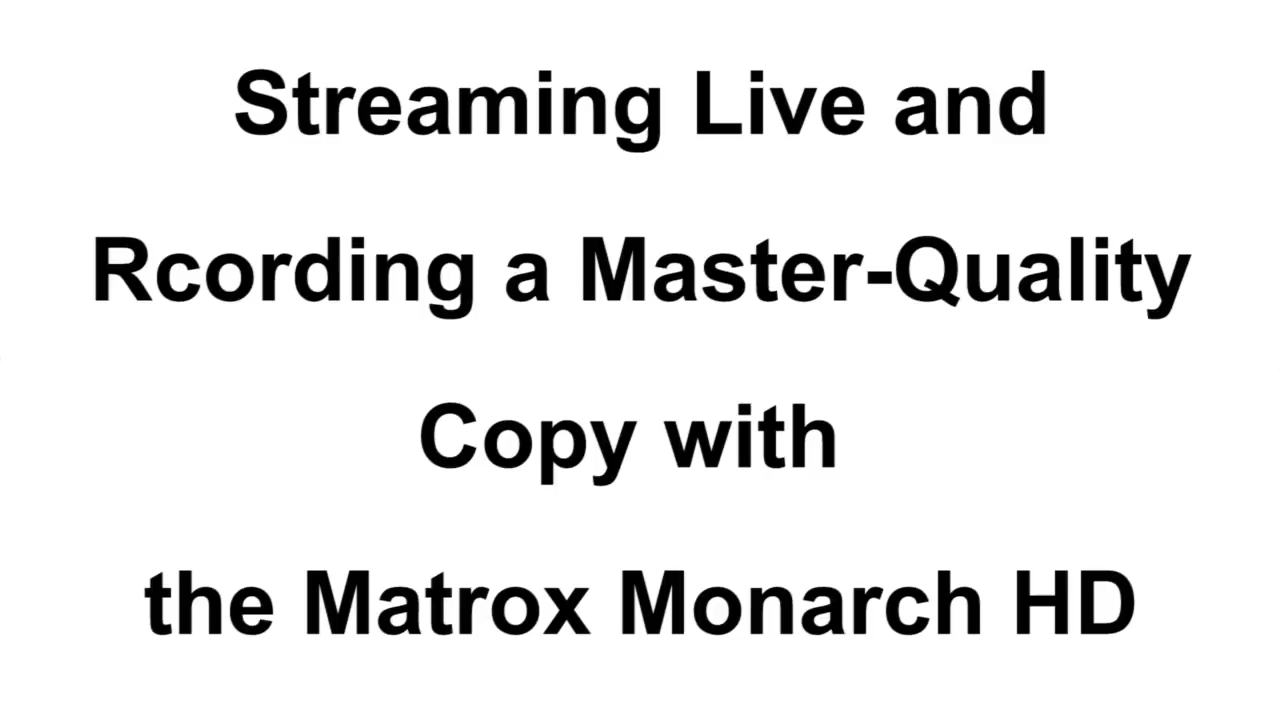 Streaming Live and
Rcording a Master-Quality
Copy with
the Matrox Monarch HD